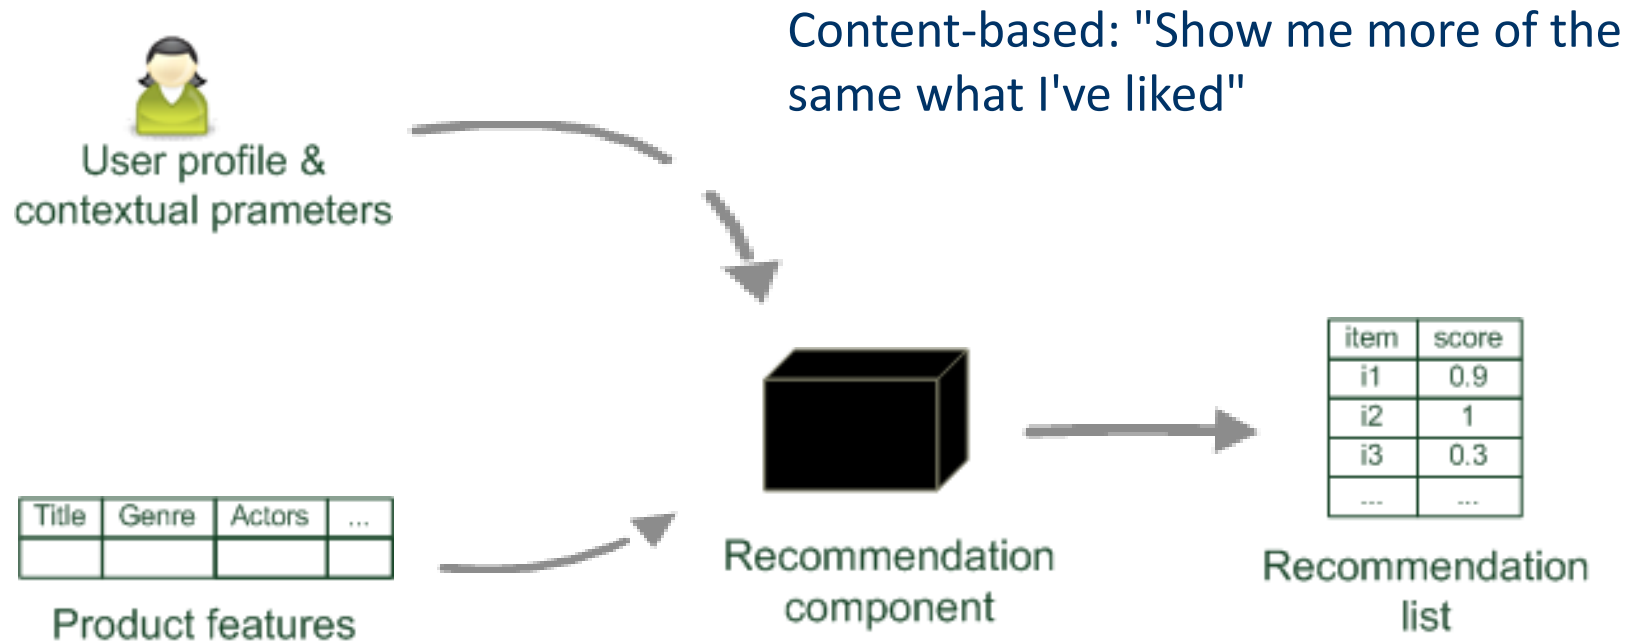 Content-based: "Show me more of the
same what I've liked"
User profile &
contextual prameters
Title Genre Actors ...
Product features
Recommendation
component
item score
i1 0.9
i2 1
i3 0.3
... ...
Recommendation
list